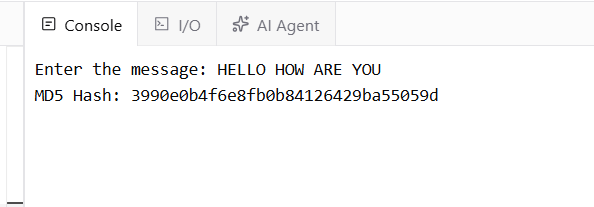 Console I/O AI Agent
Enter the message: HELLO HOW ARE YOU
MD5 Hash: 3990e0b4f6e8fb0b84126429ba55059d